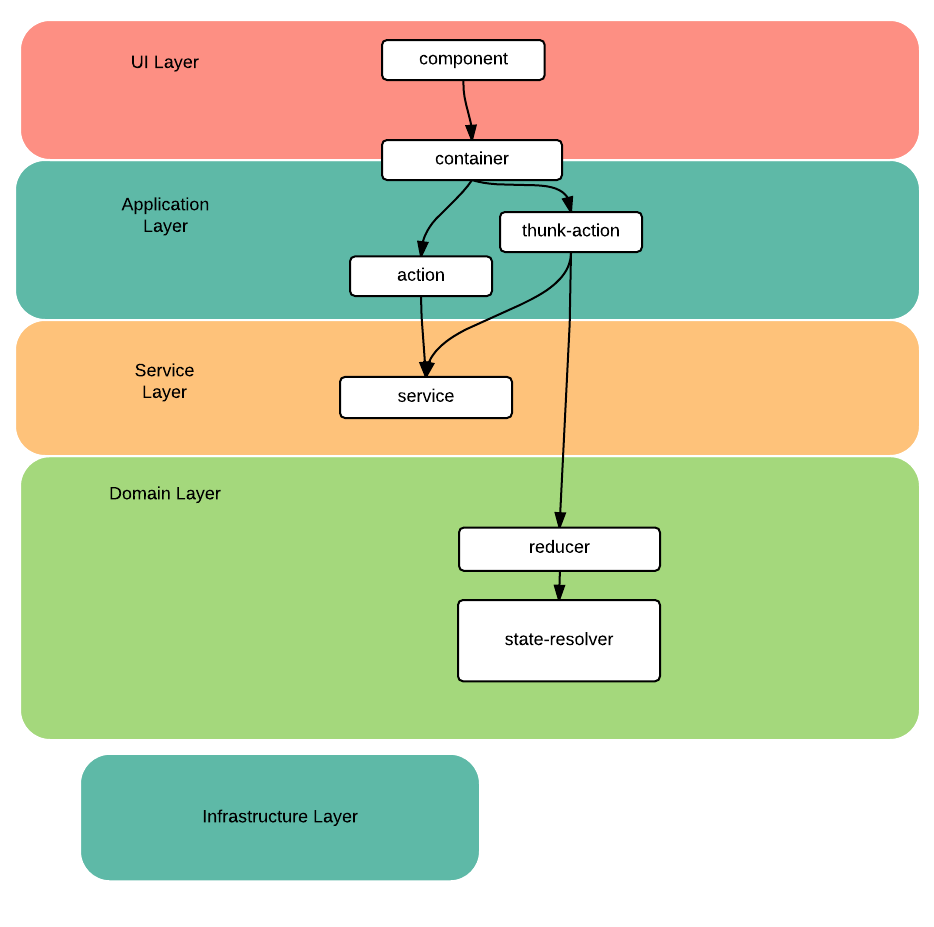 UI Layer
component
container
Application
Layer
thunk-action
action
Service
Layer
service
Domain Layer
reducer
state-resolver
Infrastructure Layer